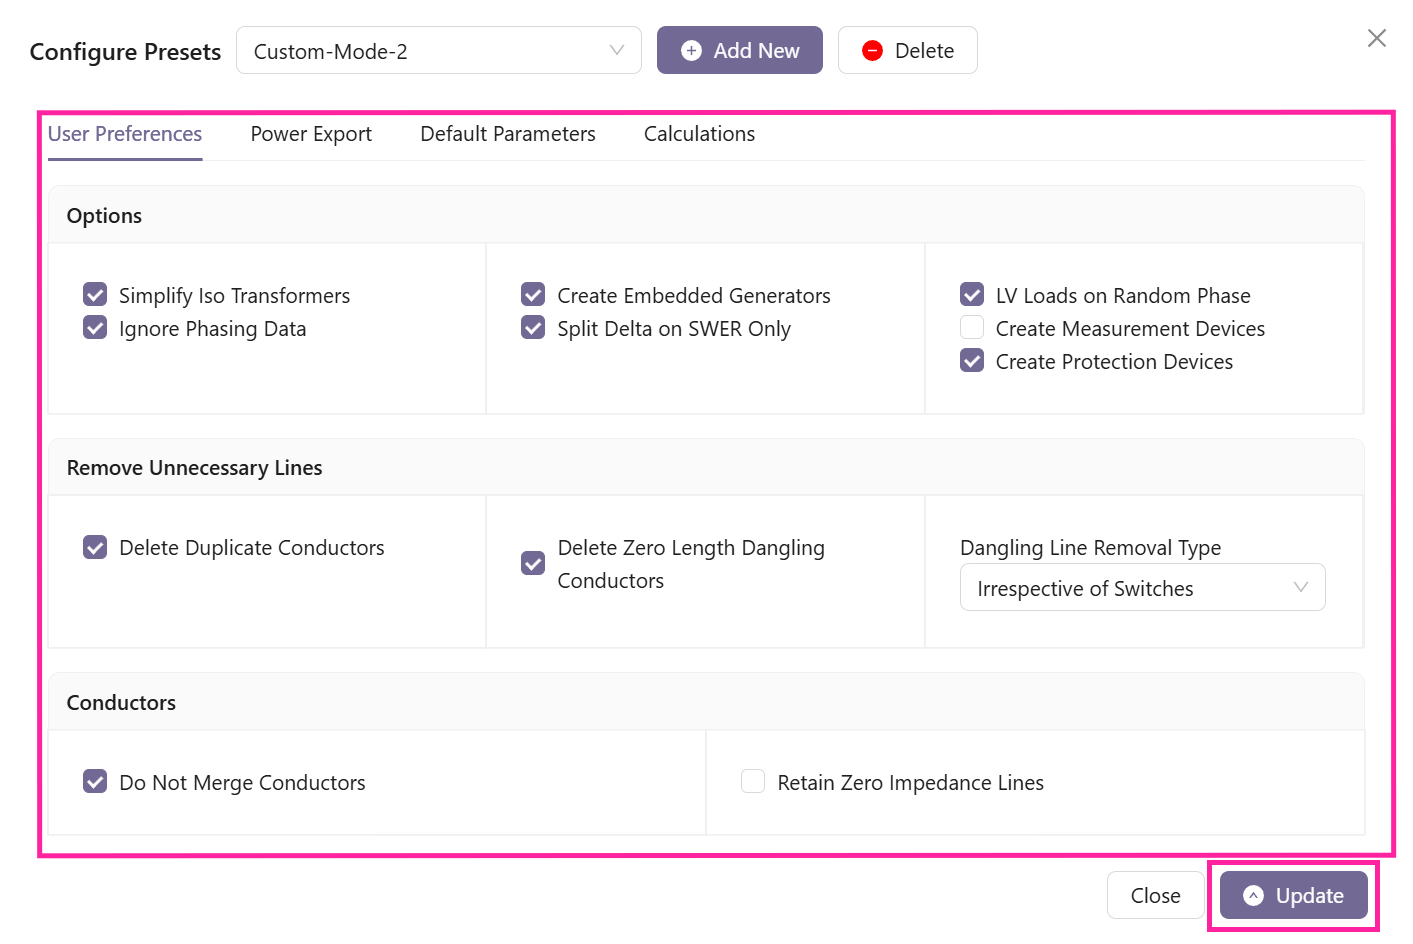 Configure Presets
Custom-Mode-2
Add New
Delete
User Preferences
Power Export
Default Parameters
Calculations
Options
Simplify Iso Transformers
Ignore Phasing Data
Create Embedded Generators
Split Delta on SWER Only
LV Loads on Random Phase
Create Measurement Devices
Create Protection Devices
Remove Unnecessary Lines
Delete Duplicate Conductors
Delete Zero Length Dangling
Conductors
Dangling Line Removal Type
Irrespective of Switches
Conductors
Do Not Merge Conductors
Retain Zero Impedance Lines
Close
Update